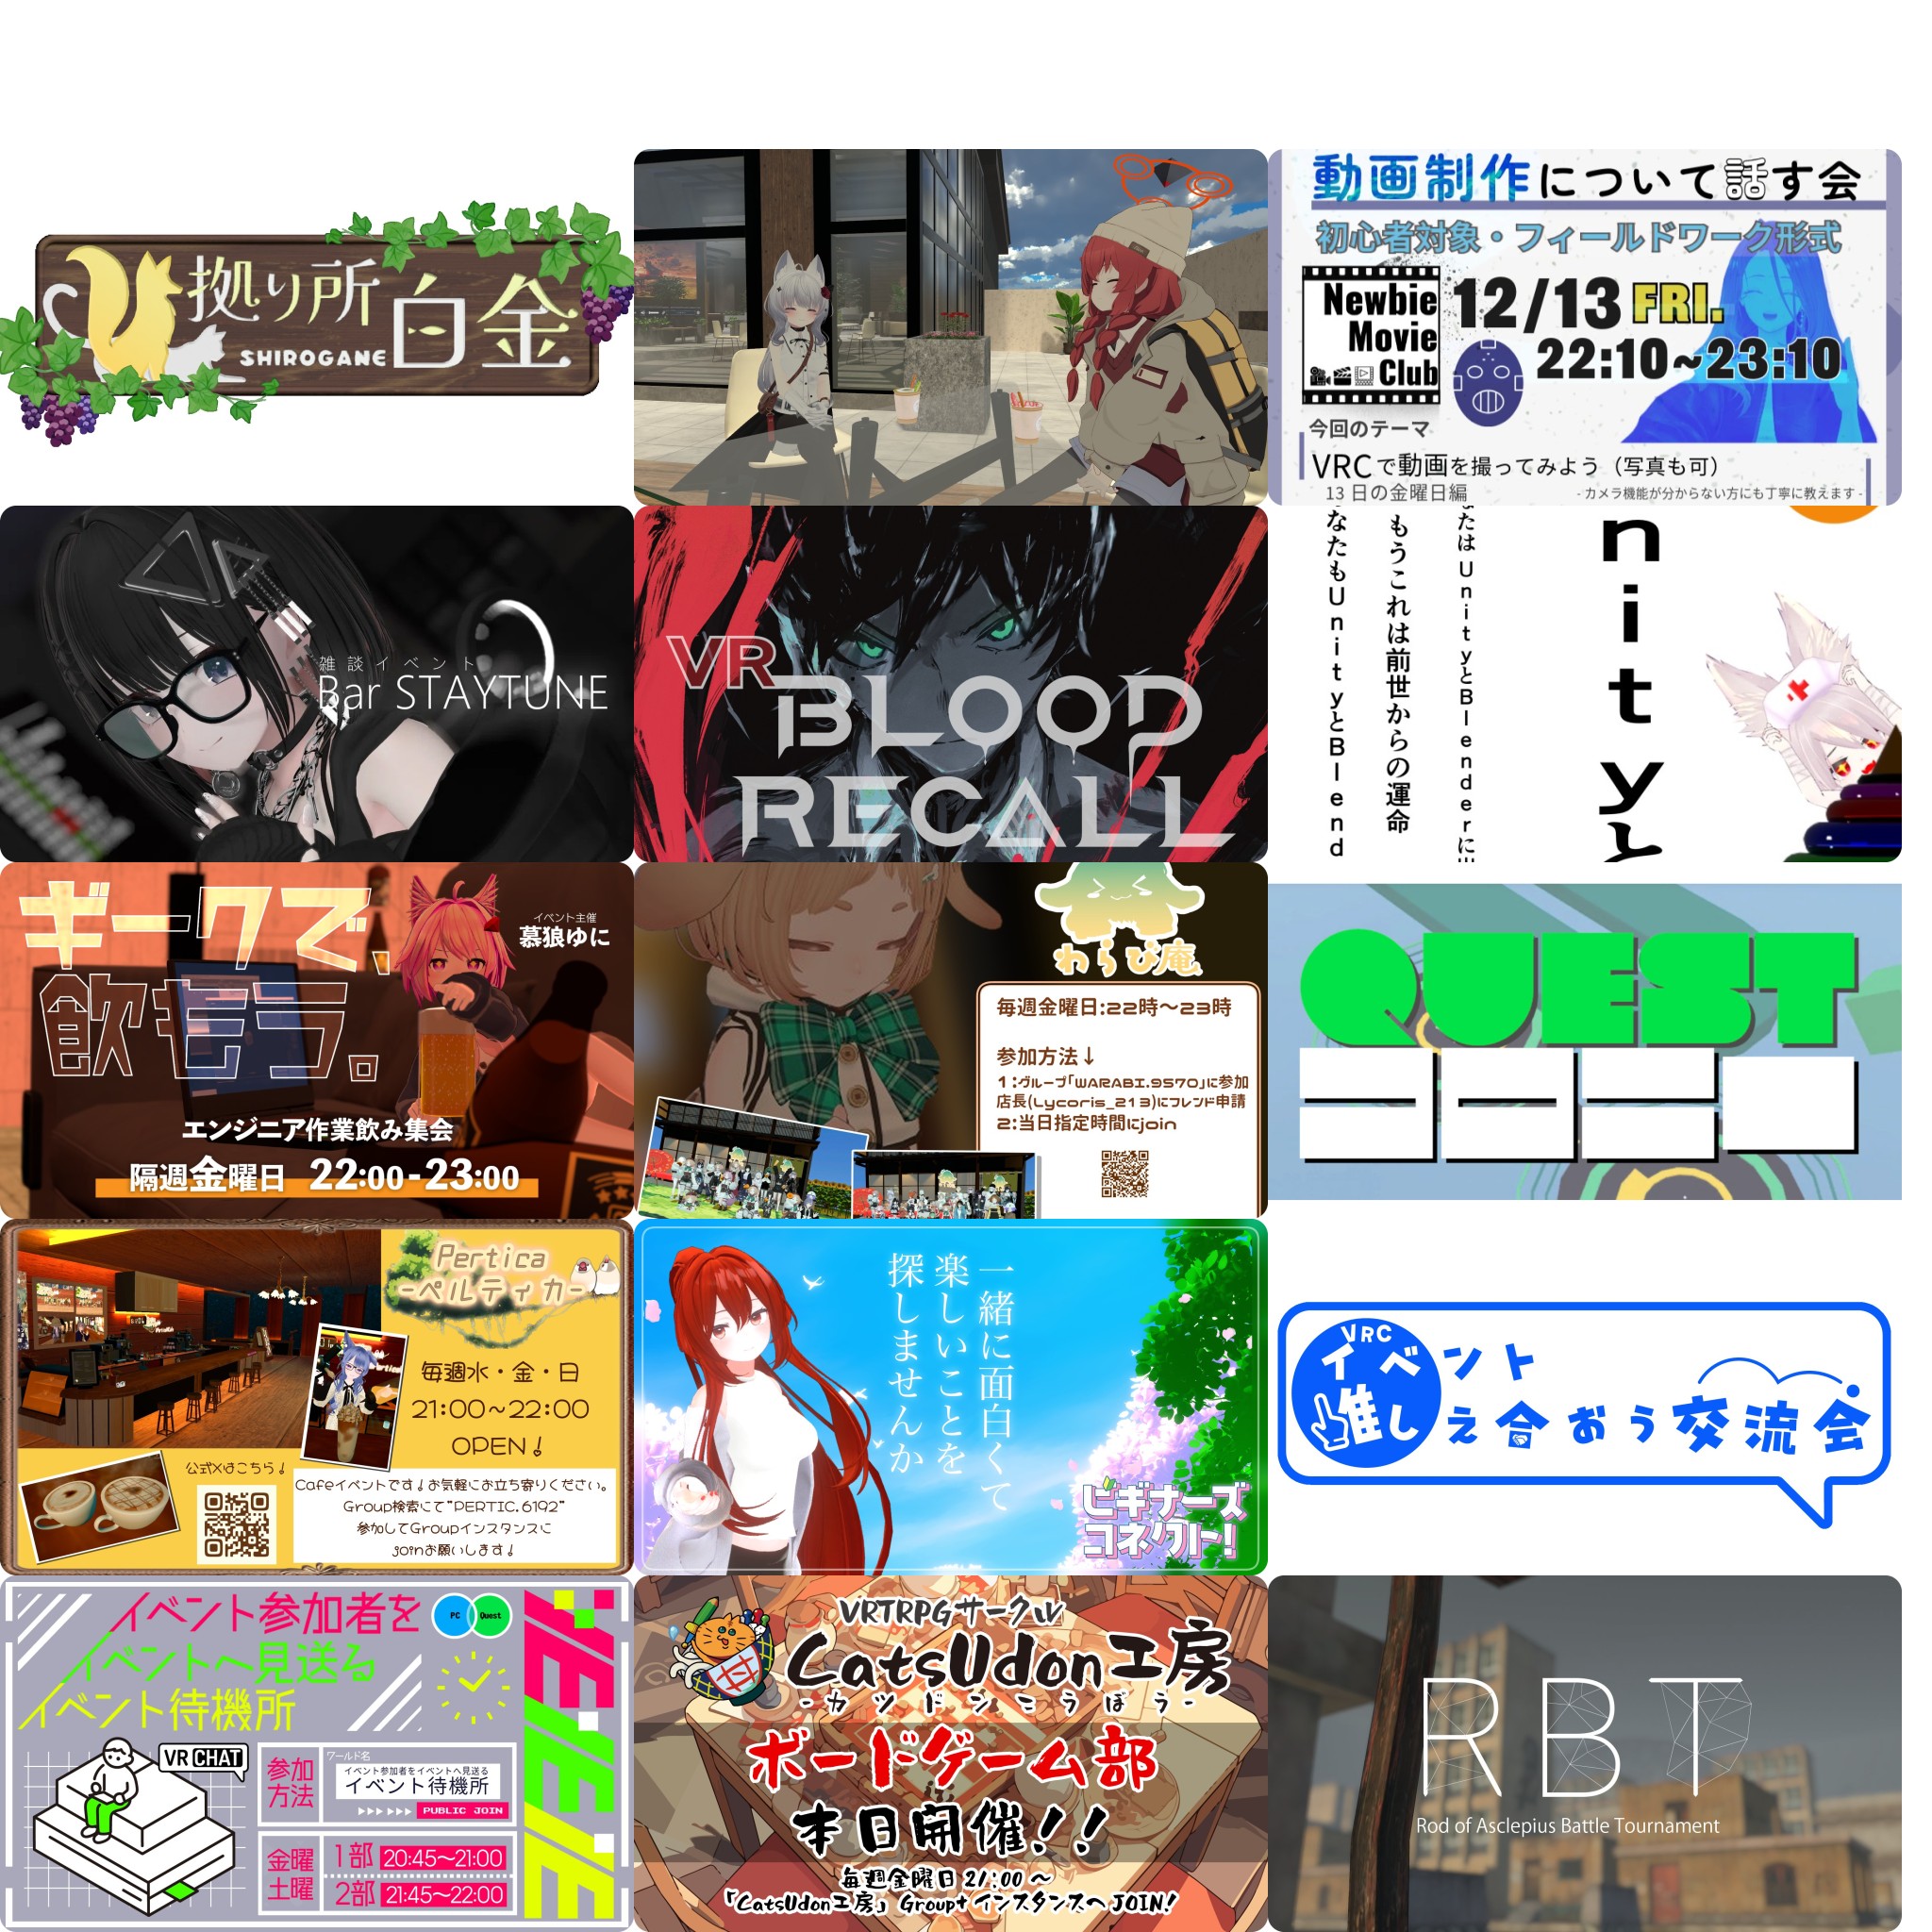 拠り所 白金
SHIROGANE
動画制作について話す会
初心者対象・フィールドワーク形式
Newbie
Movie
Club
12/13 FRI.
22:10~23:10
今回のテーマ
VRCで動画を撮ってみよう（写真も可）
13日の金曜日編
-カメラ機能が分からない方にも丁寧に教えます-
雑談イベント
Bar STAYTUNE
VR
BLOOD
RECALL
nityと
なたはUnityとBlenderに
もうこれは前世からの運命
なたもUnityとBlend
ギークで、
飲もう。
イベント主催
慕狼ゆに
エンジニア作業飲み集会
隔週金曜日 22:00-23:00
わらび庵
毎週金曜日:22時～23時
参加方法↓
1:グループ「WARABI.9570」に参加
店長(Lycoris_213)にフレンド申請
2:当日指定時間にjoin
QUEST
Pertica
-ペルティカ-
毎週水・金・日
21:00~22:00
OPEN!
公式Xはこちら!
Cafeイベントです!お気軽にお立ち寄りください。
Group検索にて"PERTIC.6192"
参加してGroupインスタンスに
joinお願いします!
一緒に面白くて
楽しいことを
探しませんか
ビギナーズ
コネクト!
VRC
イベント
推し え合おう交流会
イベント参加者を
イベントへ見送る
イベント待機所
PC Quest
VRCHAT
参加
方法
ワールド名
イベント参加者をイベントへ見送る
イベント待機所
PUBLIC JOIN
金曜
土曜
1部 20:45～21:00
2部 21:45～22:00
VRTRPGサークル
CatsUdon工房
-カツドンこうぼう-
ボードゲーム部
本日開催!!
毎週金曜日21:00～
「CatsUdon工房」Group+インスタンスへJOIN!
RBT
Rod of Asclepius Battle Tournament